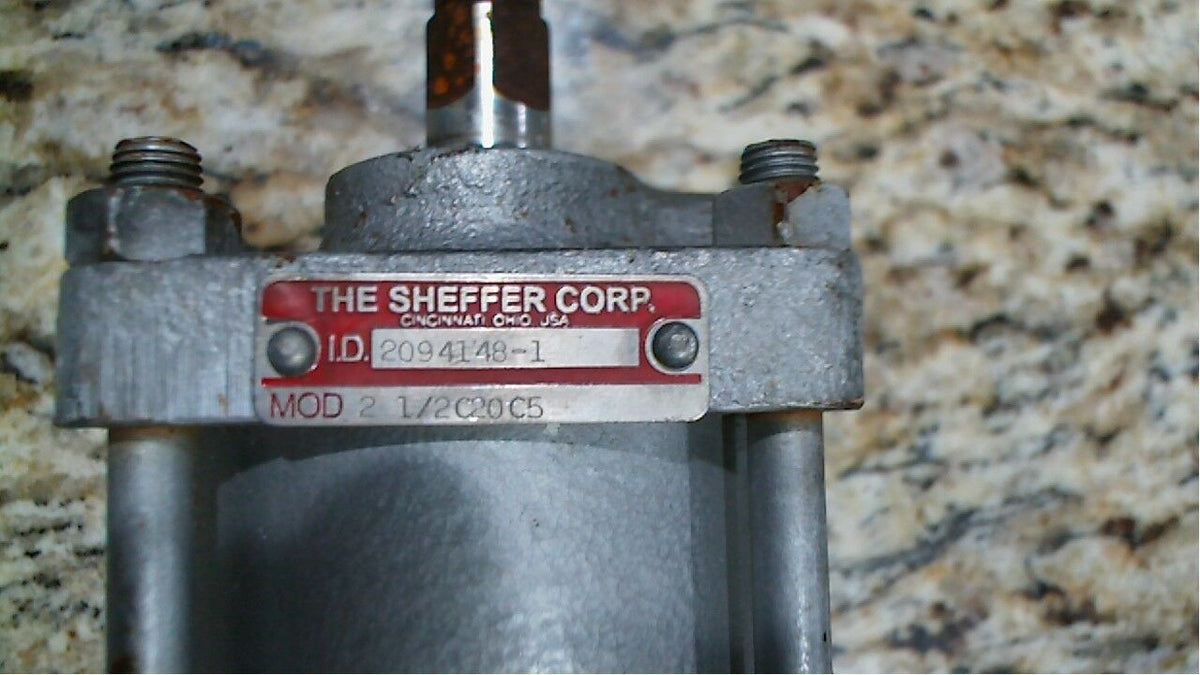 THE SHEFFER CORP.
CINCINNATI OHIO USA
I.D. 2094148-1
MOD 2 1/2C20C5